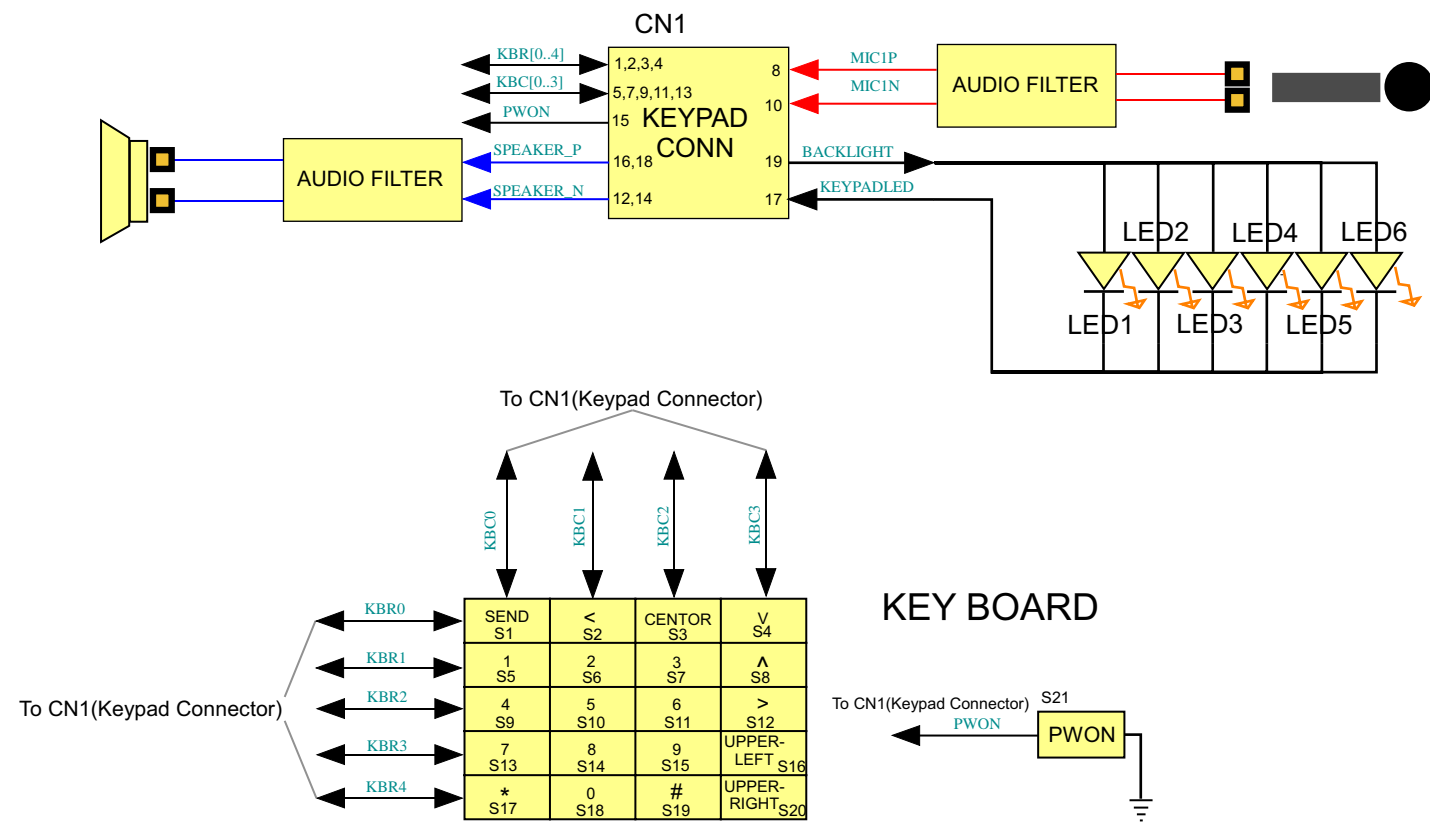 CN1
KBR[0..4]
1,2,3,4
KBC[0..3]
5,7,9,11,13
PWON
15
KEYPAD
CONN
8
MIC1P
10
MIC1N
AUDIO FILTER
AUDIO FILTER
SPEAKER_P
16,18
SPEAKER_N
12,14
19
BACKLIGHT
17
KEYPADLED
LED2
LED4
LED6
LED1
LED3
LED5
To CN1(Keypad Connector)
KBC0
KBC1
KBC2
KBC3
KEY BOARD
To CN1(Keypad Connector)
KBR0
KBR1
KBR2
KBR3
KBR4
SEND
S1
<
S2
CENTOR
S3
V
S4
1
S5
2
S6
3
S7
^
S8
4
S9
5
S10
6
S11
>
S12
7
S13
8
S14
9
S15
UPPER-
LEFT
S16
*
S17
0
S18
#
S19
UPPER-
RIGHT
S20
To CN1(Keypad Connector)
S21
PWON
PWON